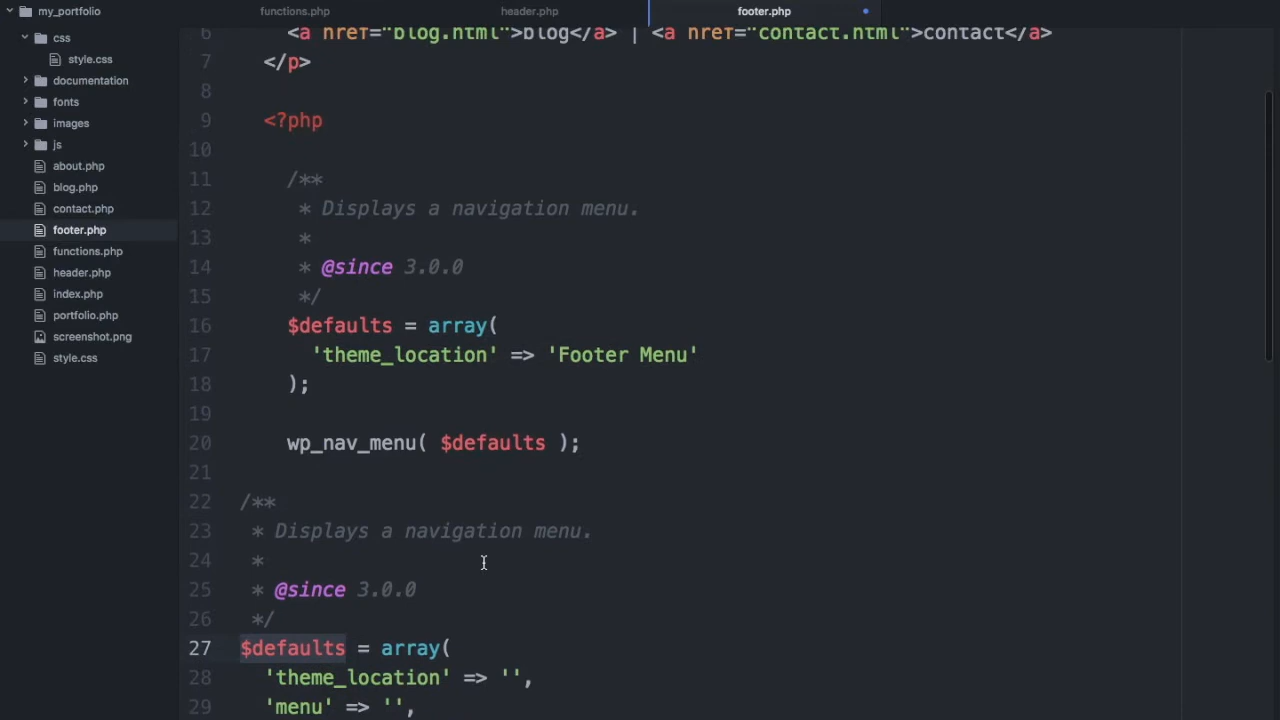 my_portfolio
css
style.css
documentation
fonts
images
js
about.php
blog.php
contact.php
footer.php
functions.php
header.php
index.php
portfolio.php
screenshot.png
style.css
functions.php
header.php
footer.php
6 <a href="blog.html">blog</a> | <a href="contact.html">contact</a>
7 </p>
8
9 <?php
10
11 /**
12 * Displays a navigation menu.
13 *
14 * @since 3.0.0
15 */
16 $defaults = array(
17 'theme_location' => 'Footer Menu'
18 );
19
20 wp_nav_menu( $defaults );
21
22 /**
23 * Displays a navigation menu.
24 *
25 * @since 3.0.0
26 */
27 $defaults = array(
28 'theme_location' => '',
29 'menu' => '',